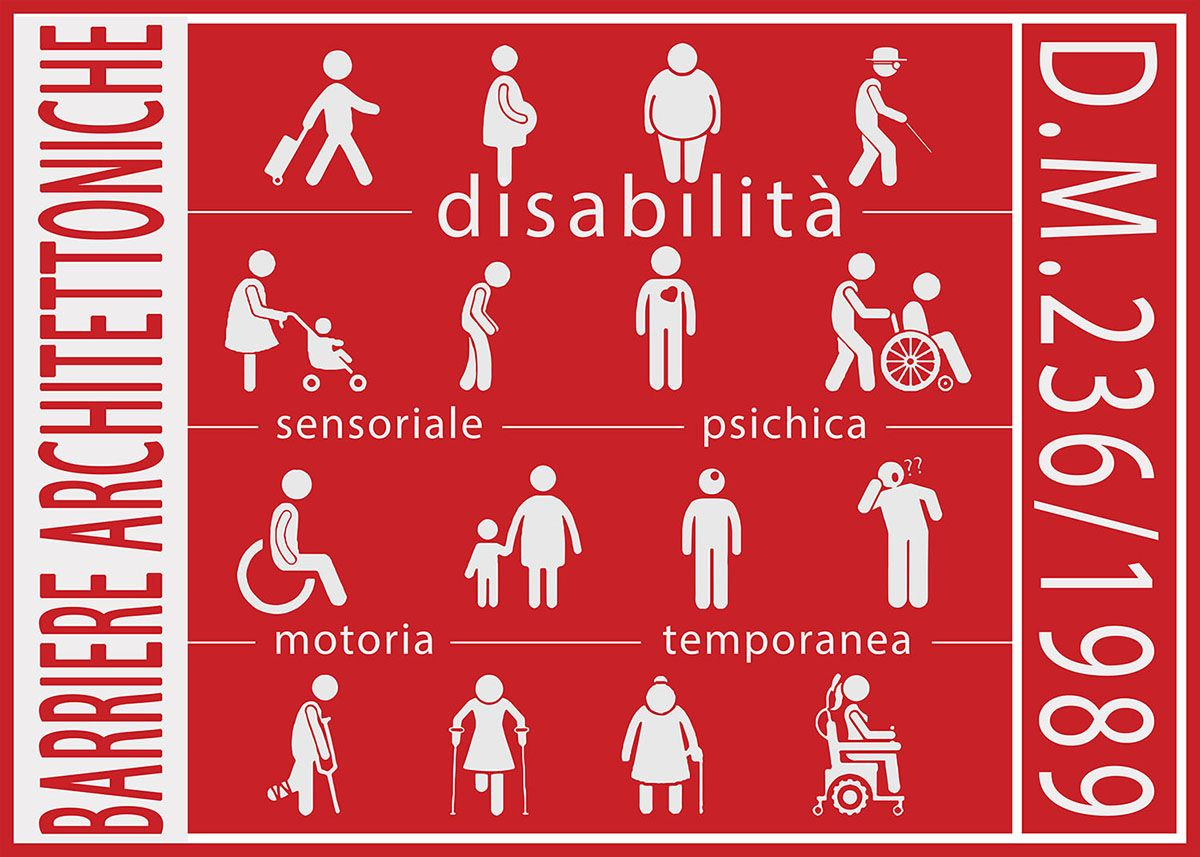 BARRIERE ARCHITETTONICHE
disabilità
sensoriale
psichica
??
motoria
temporanea
D.M.236/1989